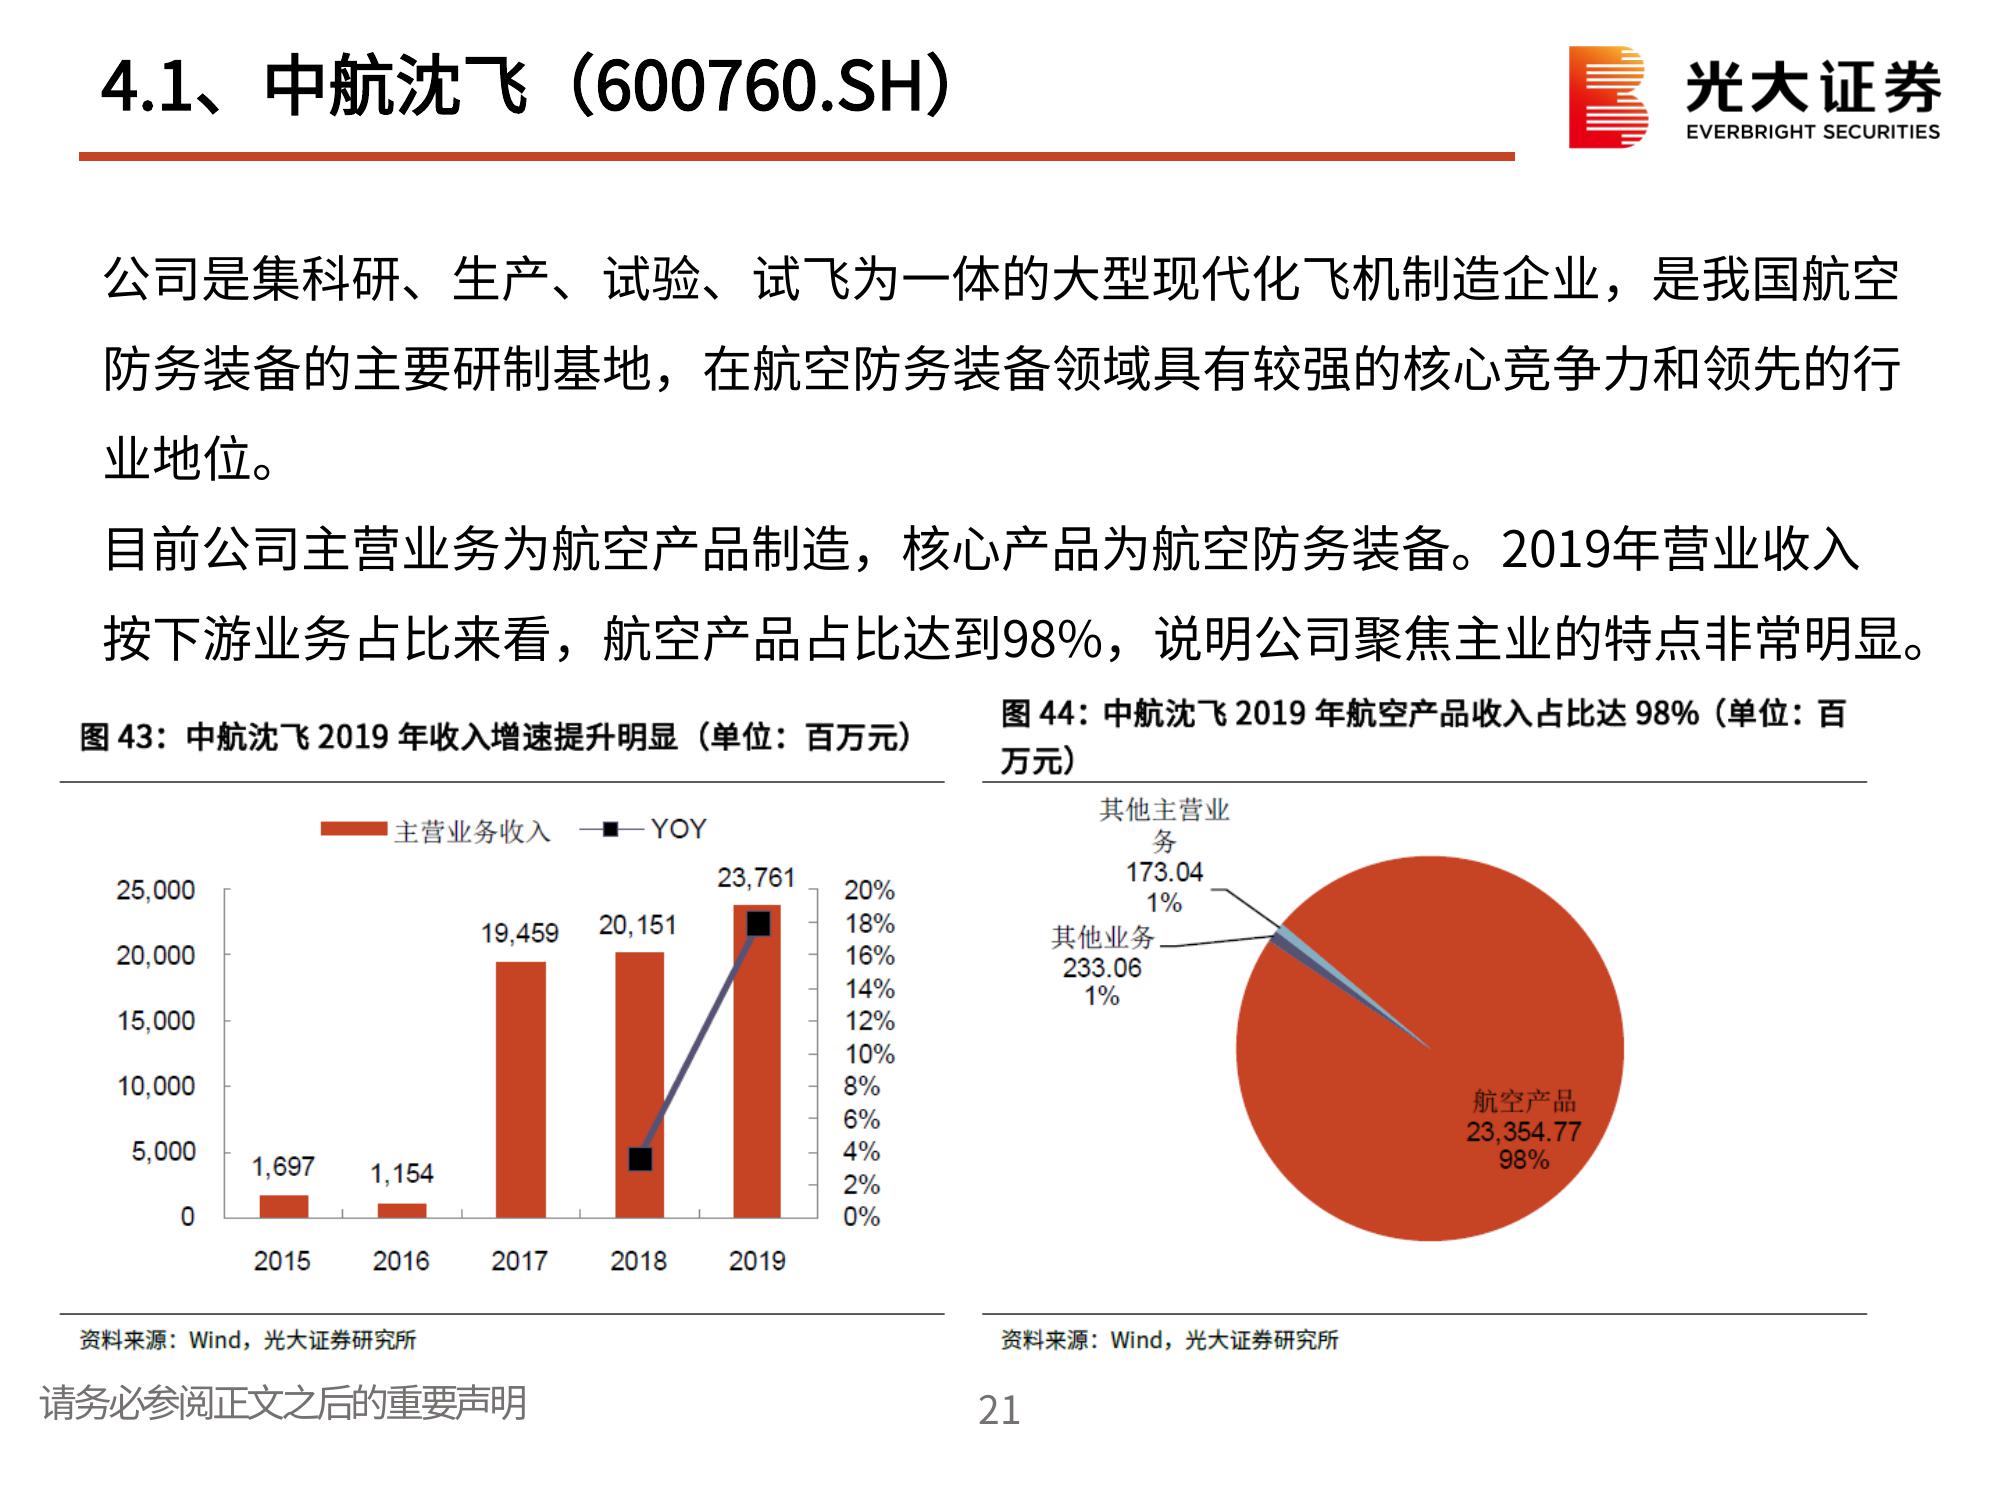 4.1、中航沈飞（600760.SH）
光大证券
EVERBRIGHT SECURITIES
公司是集科研、生产、试验、试飞为一体的大型现代化飞机制造企业，是我国航空
防务装备的主要研制基地，在航空防务装备领域具有较强的核心竞争力和领先的行
业地位。
目前公司主营业务为航空产品制造，核心产品为航空防务装备。2019年营业收入
按下游业务占比来看，航空产品占比达到98%，说明公司聚焦主业的特点非常明显。
图 43：中航沈飞 2019 年收入增速提升明显（单位：百万元）
主营业务收入 YOY
25,000
20,000
15,000
10,000
5,000
0
1,697
1,154
19,459
20,151
23,761
20%
18%
16%
14%
12%
10%
8%
6%
4%
2%
0%
2015 2016 2017 2018 2019
资料来源：Wind，光大证券研究所
图 44：中航沈飞 2019 年航空产品收入占比达 98%（单位：百
万元）
其他主营业
务
173.04
1%
其他业务
233.06
1%
航空产品
23,354.77
98%
资料来源：Wind，光大证券研究所
请务必参阅正文之后的重要声明
21